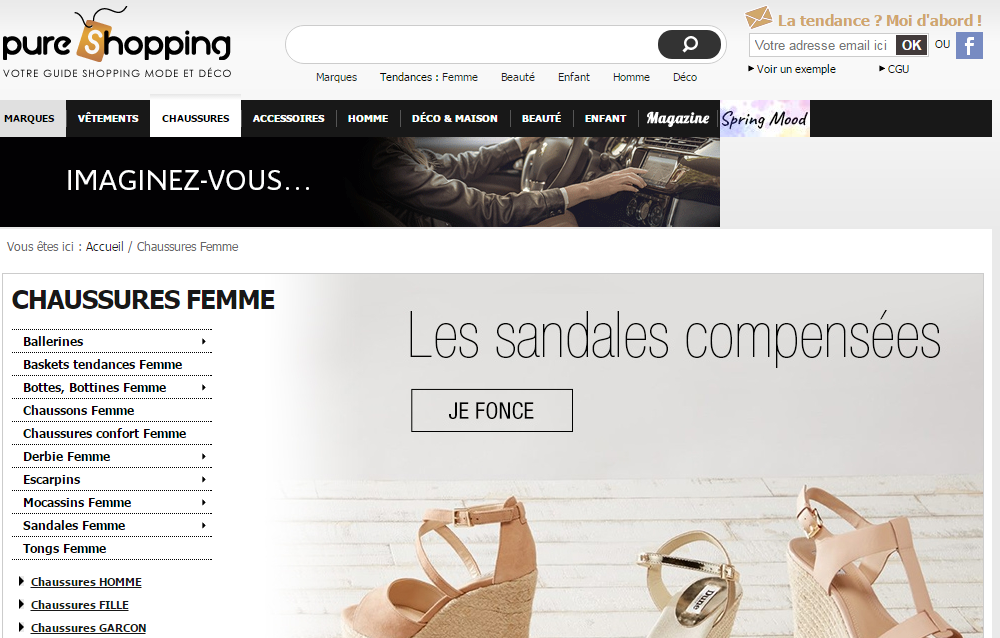 pure Shopping
VOTRE GUIDE SHOPPING MODE ET DÉCO
Marques Tendances : Femme Beauté Enfant Homme Déco
La tendance ? Moi d'abord !
Votre adresse email ici OK OU f
Voir un exemple CGU
MARQUES VÊTEMENTS CHAUSSURES ACCESSOIRES HOMME DÉCO & MAISON BEAUTÉ ENFANT Magazine Spring Mood
IMAGINEZ-VOUS...
Vous êtes ici : Accueil / Chaussures Femme
CHAUSSURES FEMME
Ballerines
Baskets tendances Femme
Bottes, Bottines Femme
Chaussons Femme
Chaussures confort Femme
Derbie Femme
Escarpins
Mocassins Femme
Sandales Femme
Tongs Femme
Chaussures HOMME
Chaussures FILLE
Chaussures GARCON
Les sandales compensées
JE FONCE
Dune